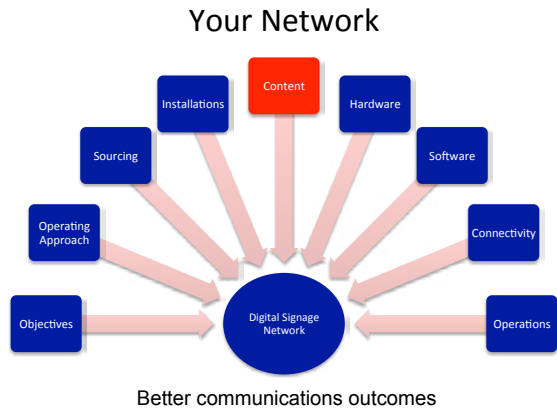 Your Network
Content
Installations
Hardware
Sourcing
Software
Operating
Approach
Connectivity
Objectives
Digital Signage
Network
Operations
Better communications outcomes